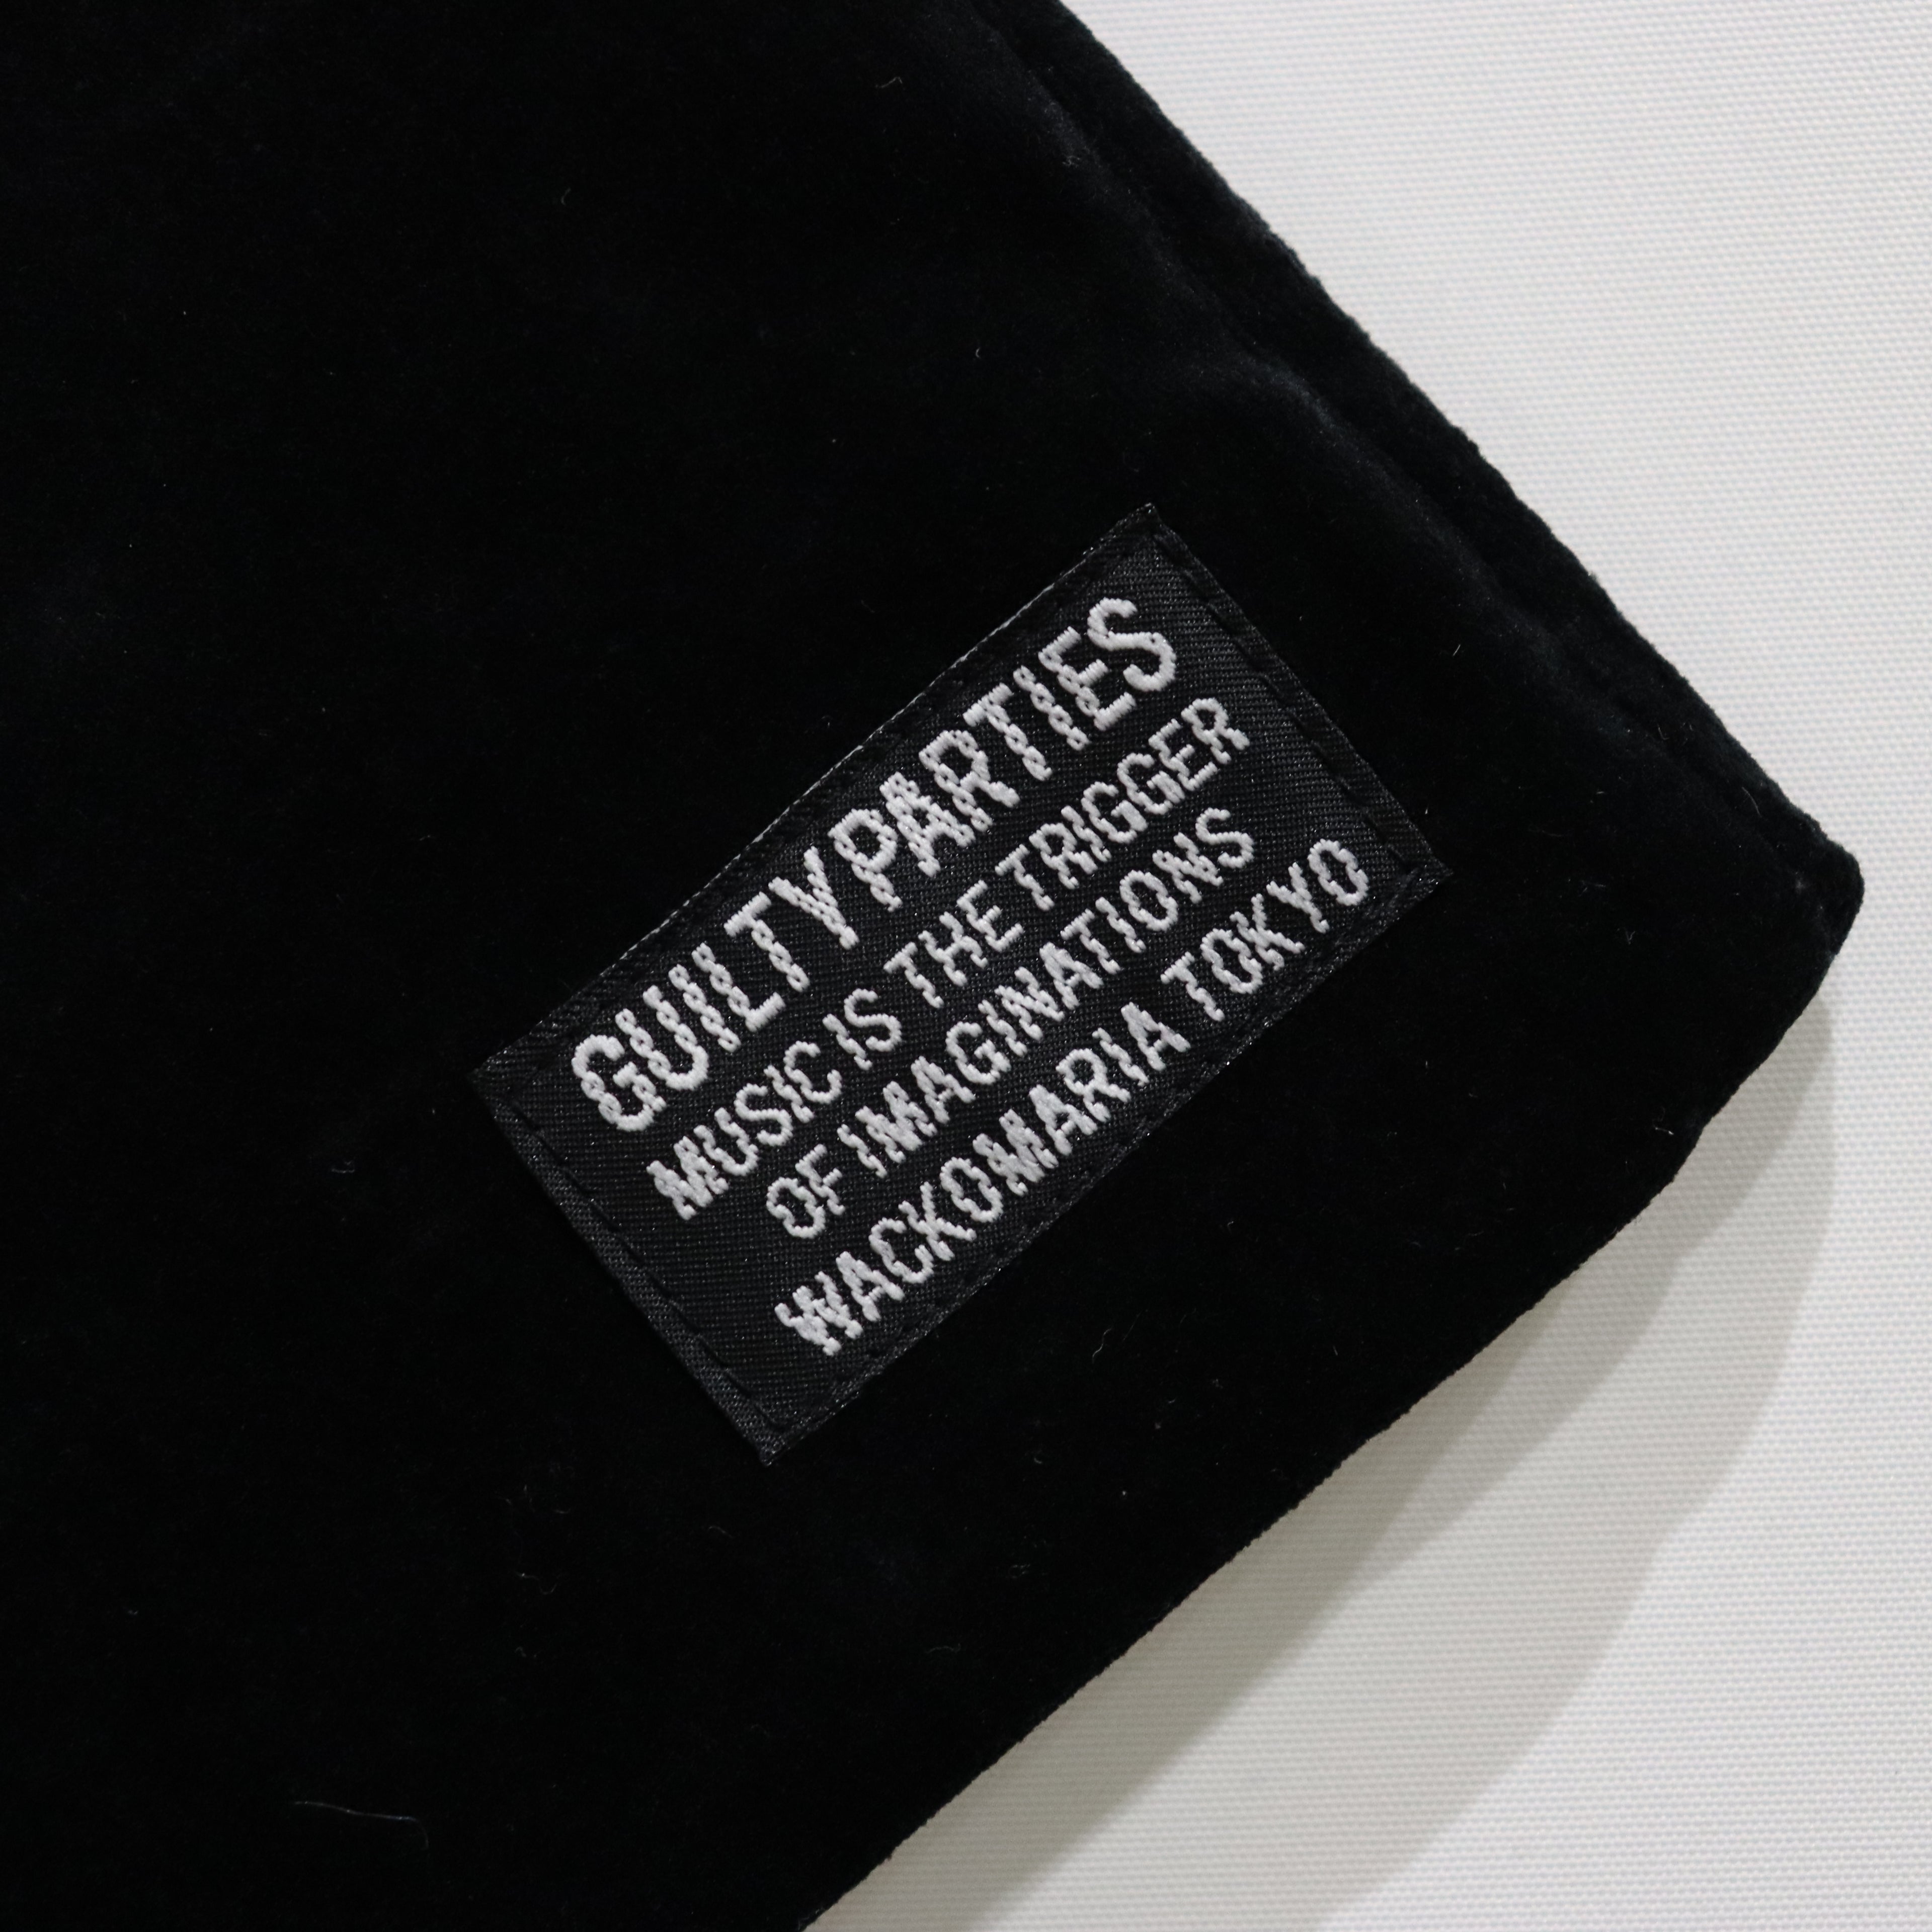 GUILTY PARTIES
MUSIC IS THE TRIGGER
OF IMAGINATIONS
WACKOMARIA TOKYO